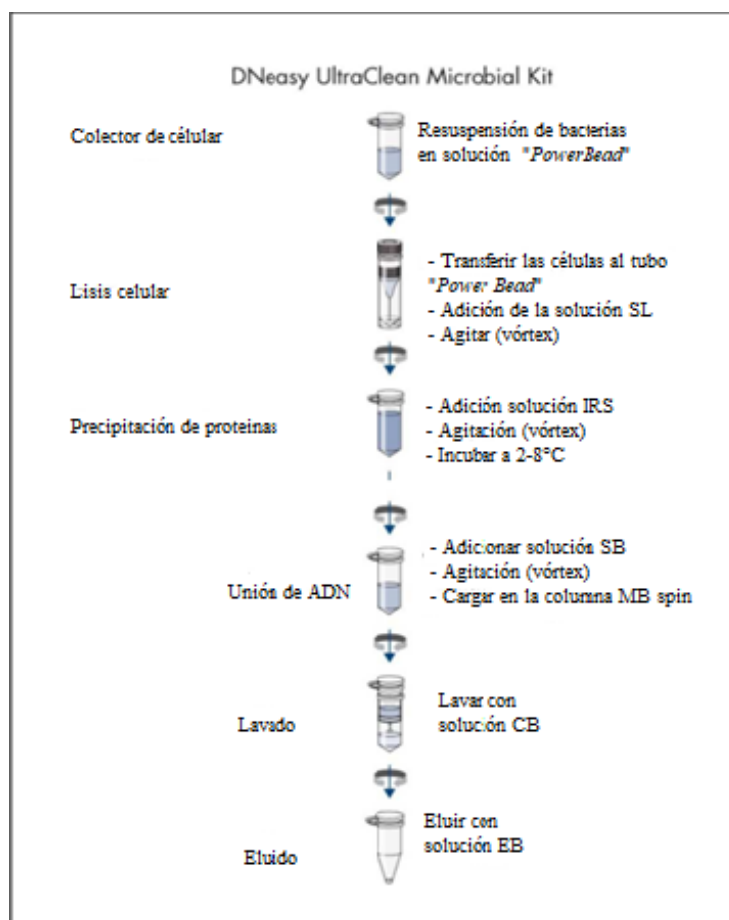 DNeasy UltraClean Microbial Kit
Colector de célular
Resuspensión de bacterias
en solución "PowerBead"
- Transferir las células al tubo
"Power Bead"
Lisis celular
- Adición de la solución SL
- Agitar (vórtex)
- Adición solución IRS
Precipitación de proteinas
- Agitación (vórtex)
- Incubar a 2-8°C
- Adicionar solución SB
- Agitación (vórtex)
Unión de ADN
- Cargar en la columna MB spin
Lavar con
Lavado
solución CB
Eluir con
solución EB
Eluido